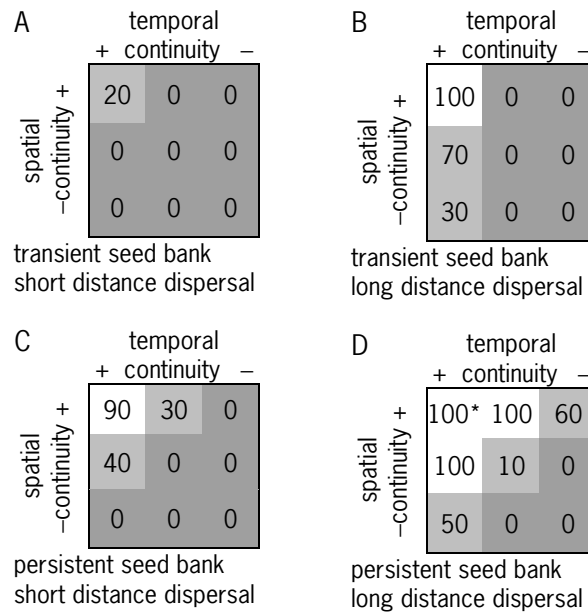 A
temporal
+ continuity −
spatial
−continuity +
20 0 0
0 0 0
0 0 0
transient seed bank
short distance dispersal
B
temporal
+ continuity −
spatial
−continuity +
100 0 0
70 0 0
30 0 0
transient seed bank
long distance dispersal
C
temporal
+ continuity −
spatial
−continuity +
90 30 0
40 0 0
0 0 0
persistent seed bank
short distance dispersal
D
temporal
+ continuity −
spatial
−continuity +
100* 100 60
100 10 0
50 0 0
persistent seed bank
long distance dispersal